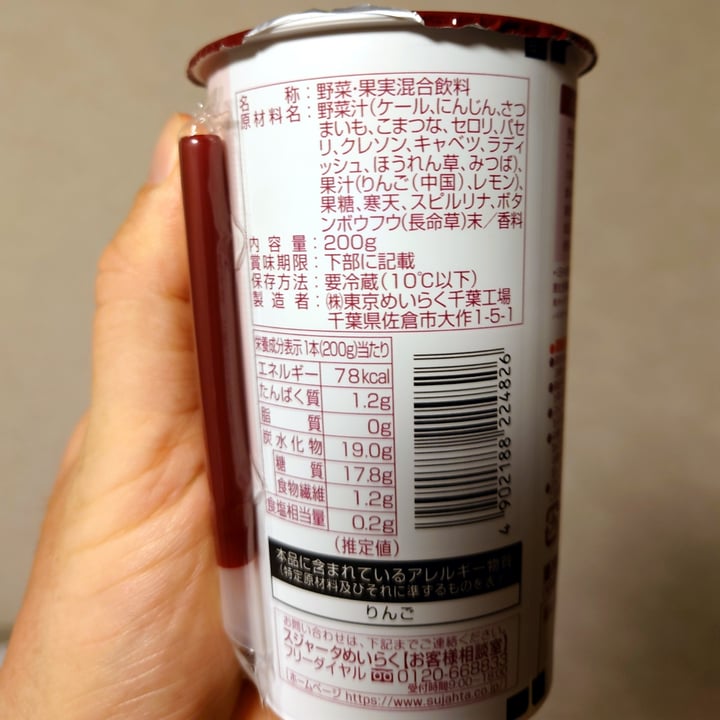 名称：野菜・果実混合飲料
原材料名：野菜汁（ケール、にんじん、さつ
まいも、こまつな、セロリ、パセ
リ、クレソン、キャベツ、ラディ
ッシュ、ほうれん草、みつば）、
果汁（りんご（中国）、レモン）、
果糖、寒天、スピルリナ、ボタ
ンボウフウ（長命草）末／香料
内容量：200g
賞味期限：下部に記載
保存方法：要冷蔵（10℃以下）
製造者：㈱東京めいらく千葉工場
千葉県佐倉市大作1-5-1
栄養成分表示 1本（200g）当たり
エネルギー 78kcal
たんぱく質 1.2g
脂質 0g
炭水化物 19.0g
糖質 17.8g
食物繊維 1.2g
食塩相当量 0.2g
（推定値）
4 902188 224826
本品に含まれているアレルギー物質
（特定原材料及びそれに準ずるものを表
りんご
お問い合わせは、下記までご連絡ください。
スジャータめいらく【お客様相談室】
フリーダイヤル 0120-668833
受付時間9:00～18:00
ホームページ https://www.sujahta.co.